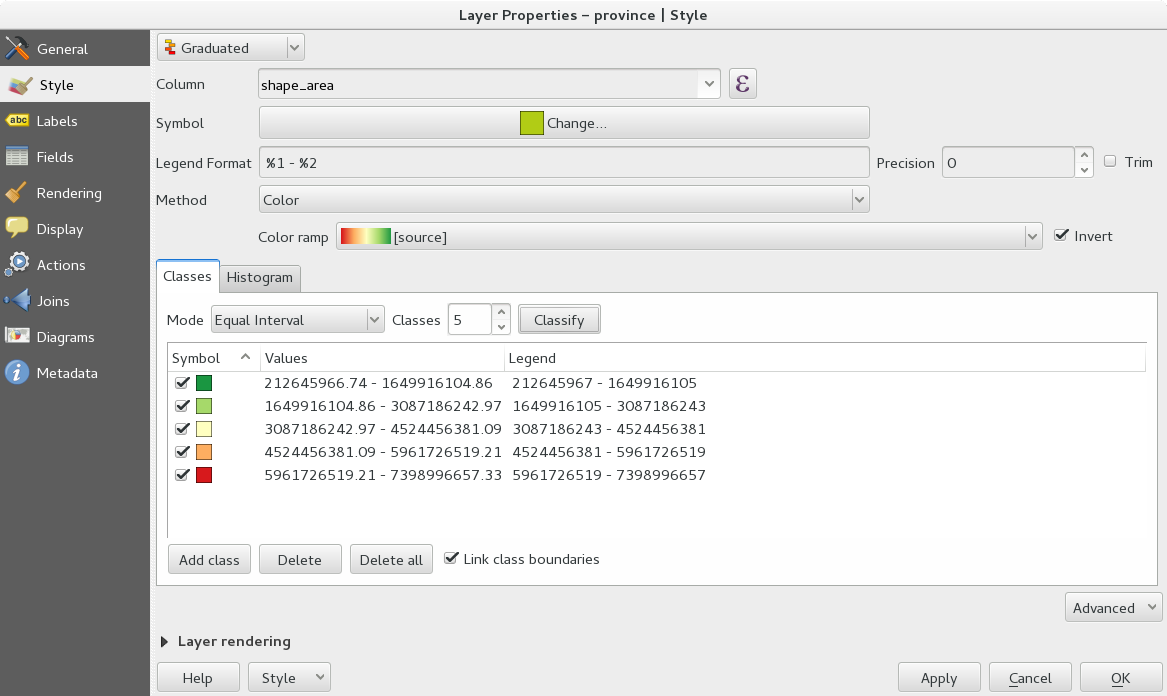 Layer Properties – province | Style
General
Style
Labels
Fields
Rendering
Display
Actions
Joins
Diagrams
Metadata
Graduated
Column shape_area ε
Symbol Change...
Legend Format %1 - %2 Precision 0 Trim
Method Color
Color ramp [source] Invert
Classes Histogram
Mode Equal Interval Classes 5 Classify
Symbol Values Legend
212645966.74 - 1649916104.86 212645967 - 1649916105
1649916104.86 - 3087186242.97 1649916105 - 3087186243
3087186242.97 - 4524456381.09 3087186243 - 4524456381
4524456381.09 - 5961726519.21 4524456381 - 5961726519
5961726519.21 - 7398996657.33 5961726519 - 7398996657
Add class Delete Delete all Link class boundaries
Advanced
Layer rendering
Help Style Apply Cancel OK
abc